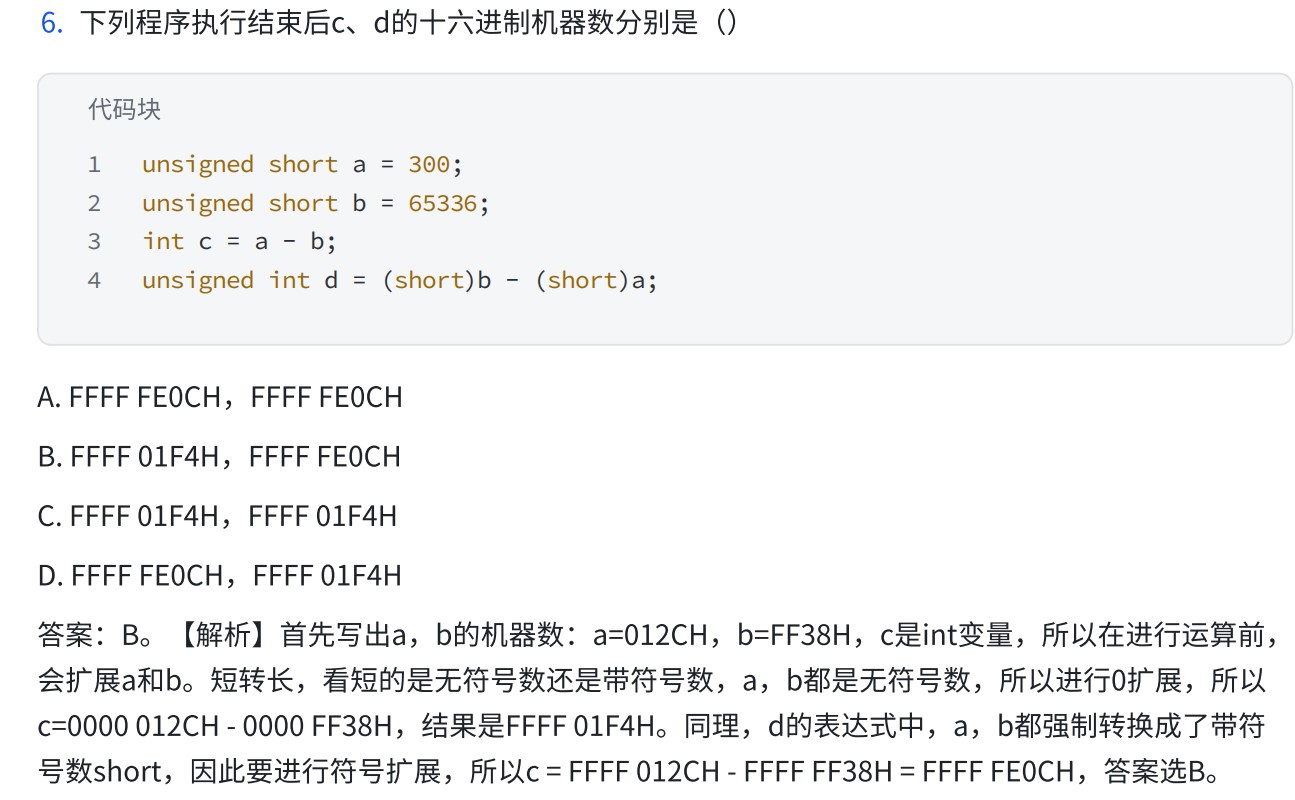 6. 下列程序执行结束后c、d的十六进制机器数分别是（）
代码块
1 unsigned short a = 300;
2 unsigned short b = 65336;
3 int c = a - b;
4 unsigned int d = (short)b - (short)a;
A. FFFF FE0CH，FFFF FE0CH
B. FFFF 01F4H，FFFF FE0CH
C. FFFF 01F4H，FFFF 01F4H
D. FFFF FE0CH，FFFF 01F4H
答案：B。【解析】首先写出a，b的机器数：a=012CH，b=FF38H，c是int变量，所以在进行运算前，
会扩展a和b。短转长，看短的是无符号数还是带符号数，a，b都是无符号数，所以进行0扩展，所以
c=0000 012CH - 0000 FF38H，结果是FFFF 01F4H。同理，d的表达式中，a，b都强制转换成了带符
号数short，因此要进行符号扩展，所以c = FFFF 012CH - FFFF FF38H = FFFF FE0CH，答案选B。